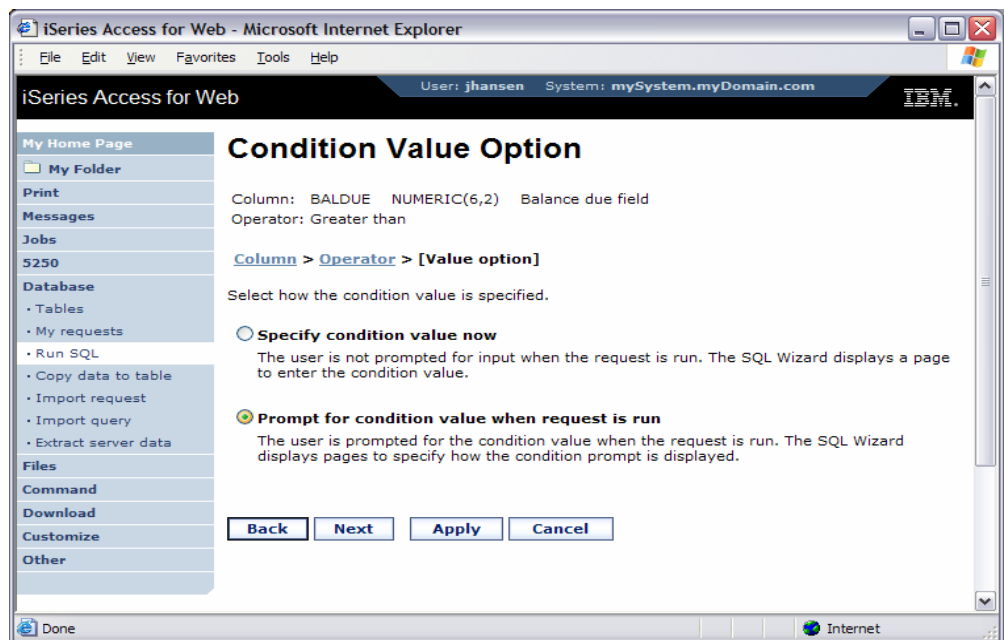 iSeries Access for Web - Microsoft Internet Explorer
File Edit View Favorites Tools Help
iSeries Access for Web
User: jhansen System: mySystem.myDomain.com
IBM.
My Home Page
My Folder
Print
Messages
Jobs
5250
Database
• Tables
• My requests
• Run SQL
• Copy data to table
• Import request
• Import query
• Extract server data
Files
Command
Download
Customize
Other
Condition Value Option
Column: BALDUE NUMERIC(6,2) Balance due field
Operator: Greater than
Column > Operator > [Value option]
Select how the condition value is specified.
Specify condition value now
The user is not prompted for input when the request is run. The SQL Wizard displays a page
to enter the condition value.
Prompt for condition value when request is run
The user is prompted for the condition value when the request is run. The SQL Wizard
displays pages to specify how the condition prompt is displayed.
Back Next Apply Cancel
Done
Internet